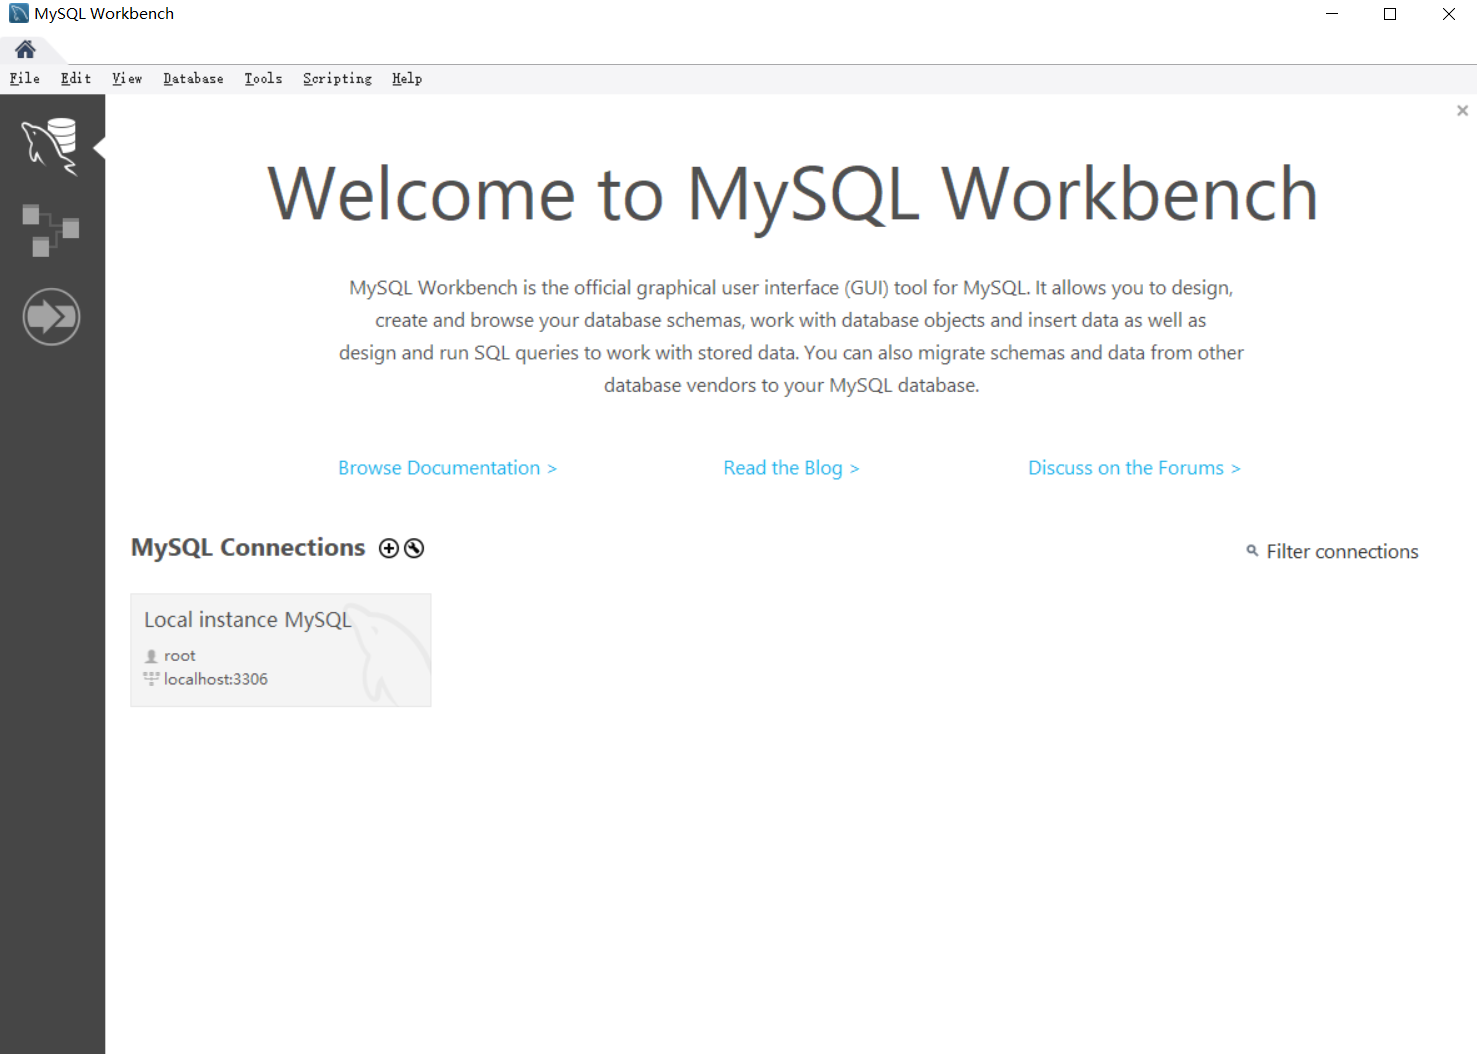 MySQL Workbench
File Edit View Database Tools Scripting Help
Welcome to MySQL Workbench
MySQL Workbench is the official graphical user interface (GUI) tool for MySQL. It allows you to design,
create and browse your database schemas, work with database objects and insert data as well as
design and run SQL queries to work with stored data. You can also migrate schemas and data from other
database vendors to your MySQL database.
Browse Documentation >
Read the Blog >
Discuss on the Forums >
MySQL Connections
Filter connections
Local instance MySQL
root
localhost:3306